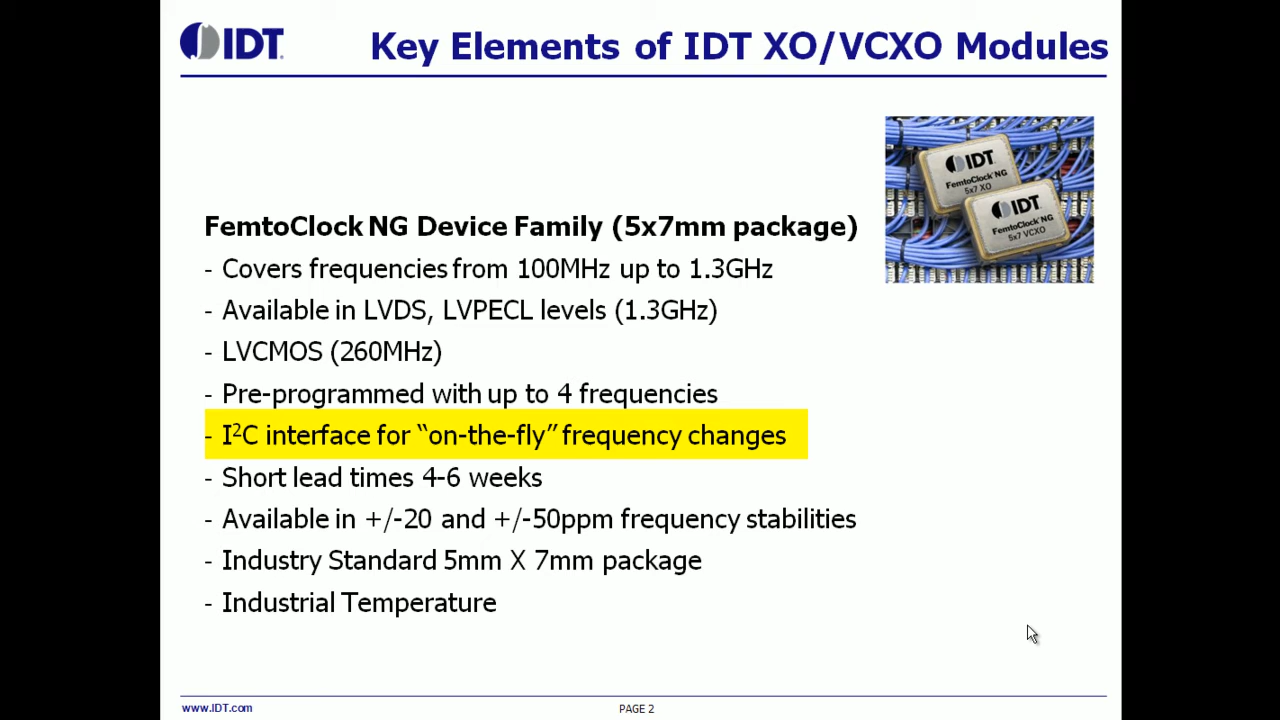 IDT
Key Elements of IDT XO/VCXO Modules
IDT
FemtoClock NG
5x7 XO
IDT
FemtoClock NG
5x7 VCXO
FemtoClock NG Device Family (5x7mm package)
- Covers frequencies from 100MHz up to 1.3GHz
- Available in LVDS, LVPECL levels (1.3GHz)
- LVCMOS (260MHz)
- Pre-programmed with up to 4 frequencies
- I²C interface for “on-the-fly” frequency changes
- Short lead times 4-6 weeks
- Available in +/-20 and +/-50ppm frequency stabilities
- Industry Standard 5mm X 7mm package
- Industrial Temperature
www.IDT.com
PAGE 2